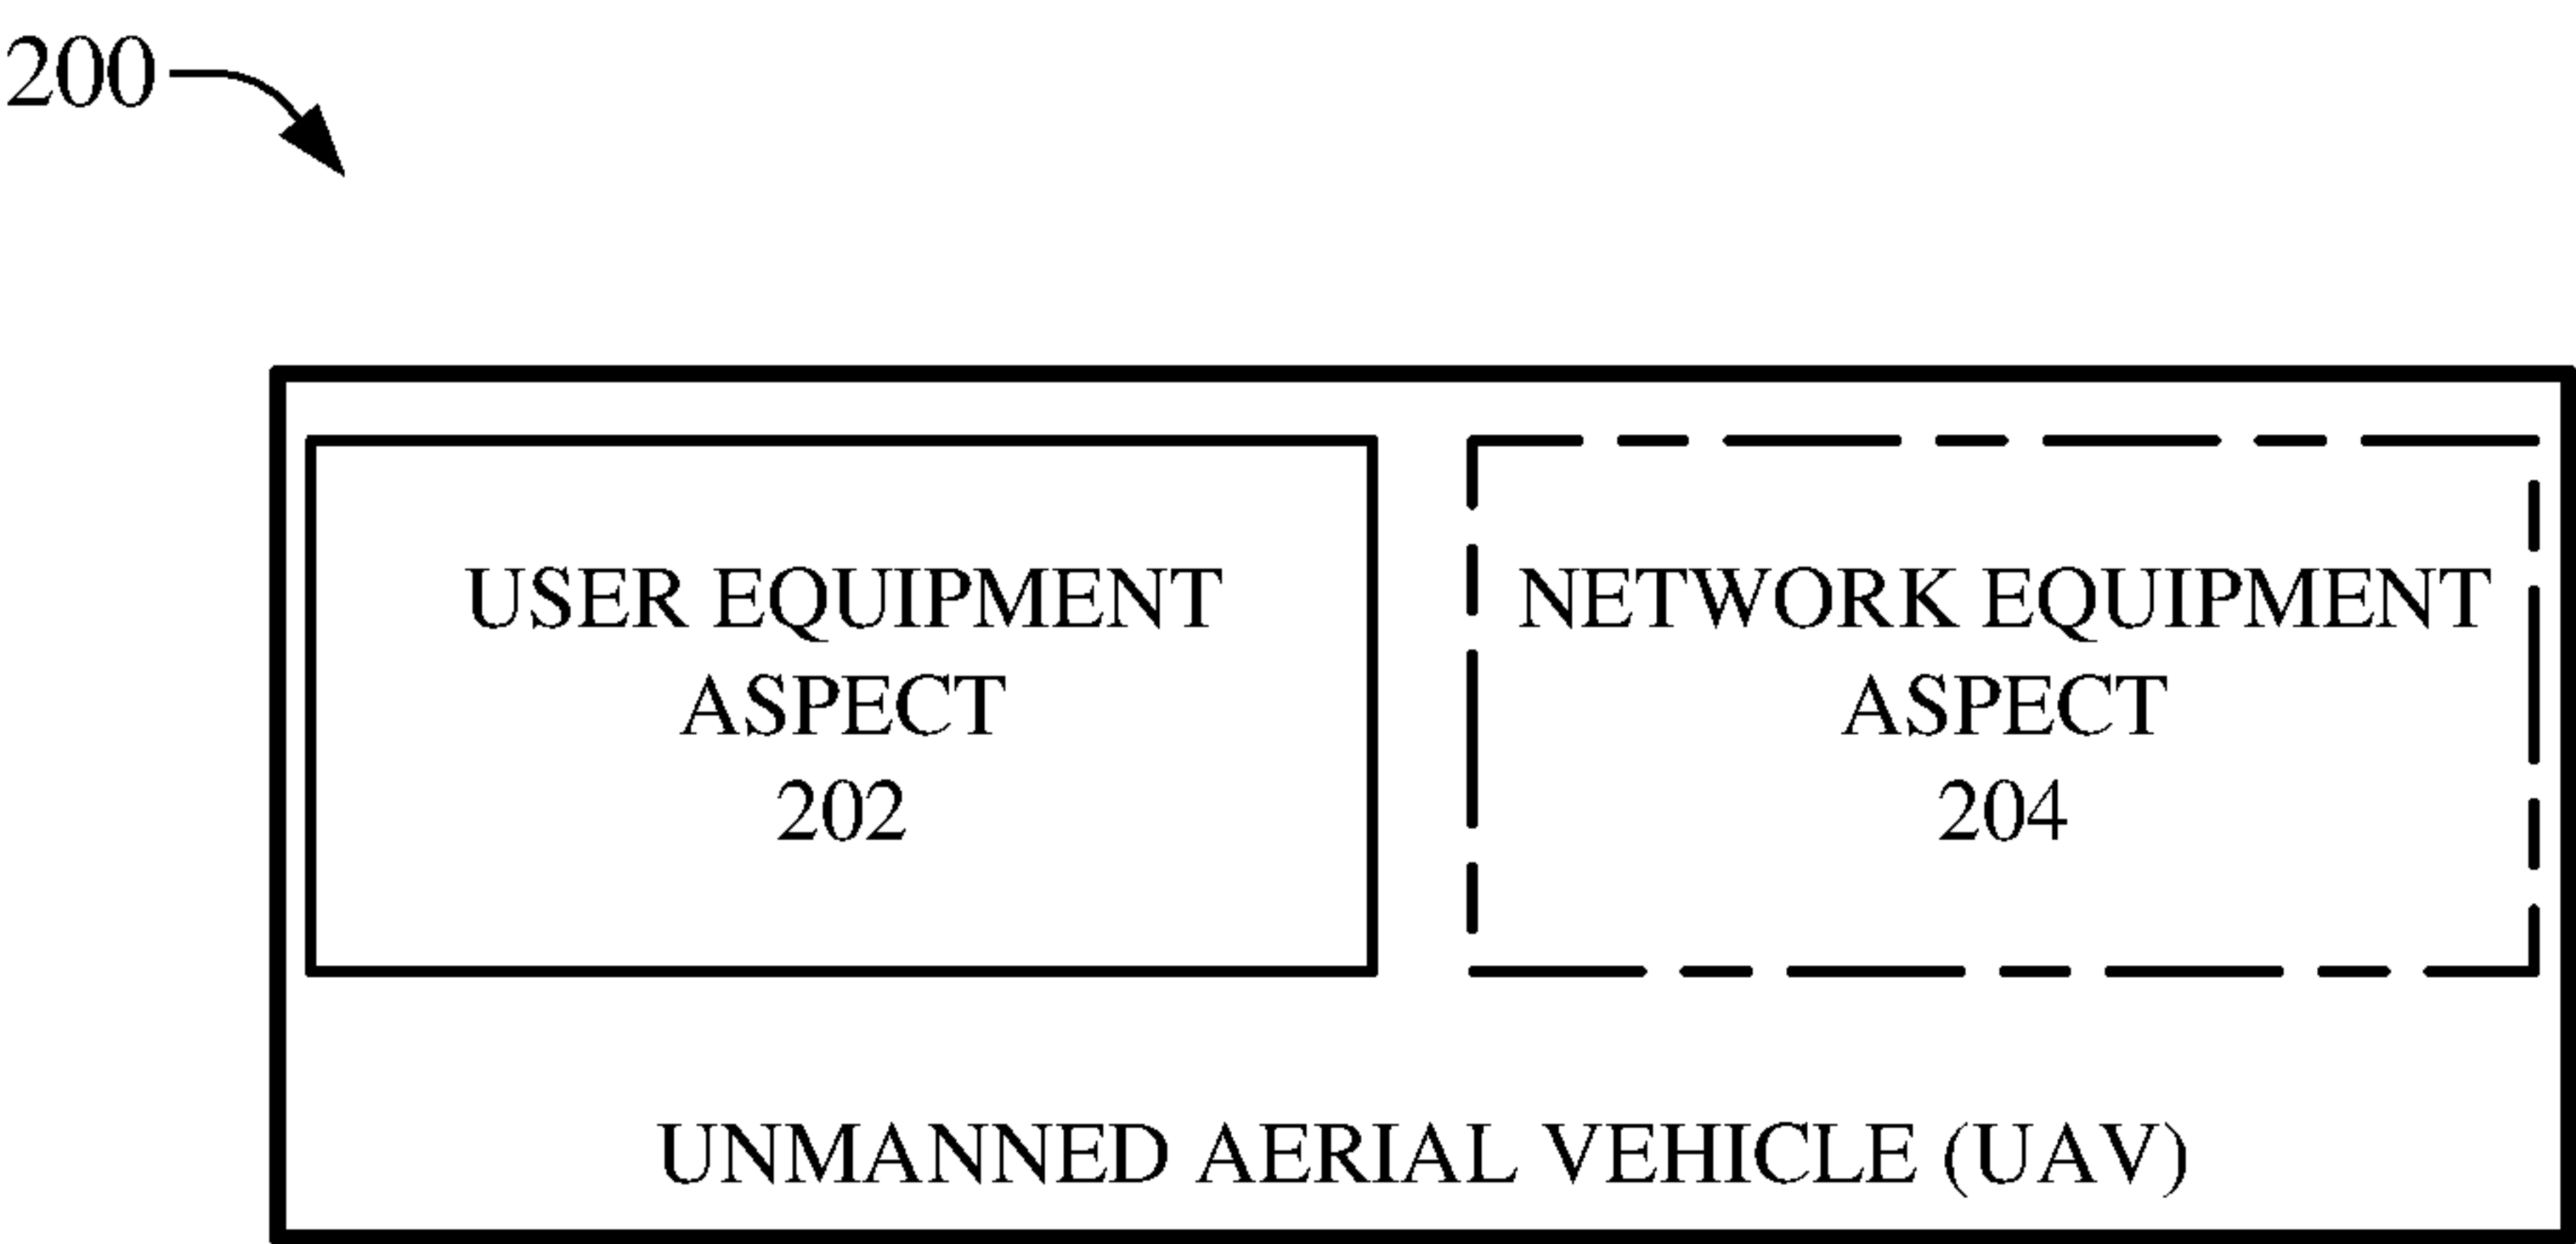 200
USER EQUIPMENT
ASPECT
202
NETWORK EQUIPMENT
ASPECT
204
UNMANNED AERIAL VEHICLE (UAV)